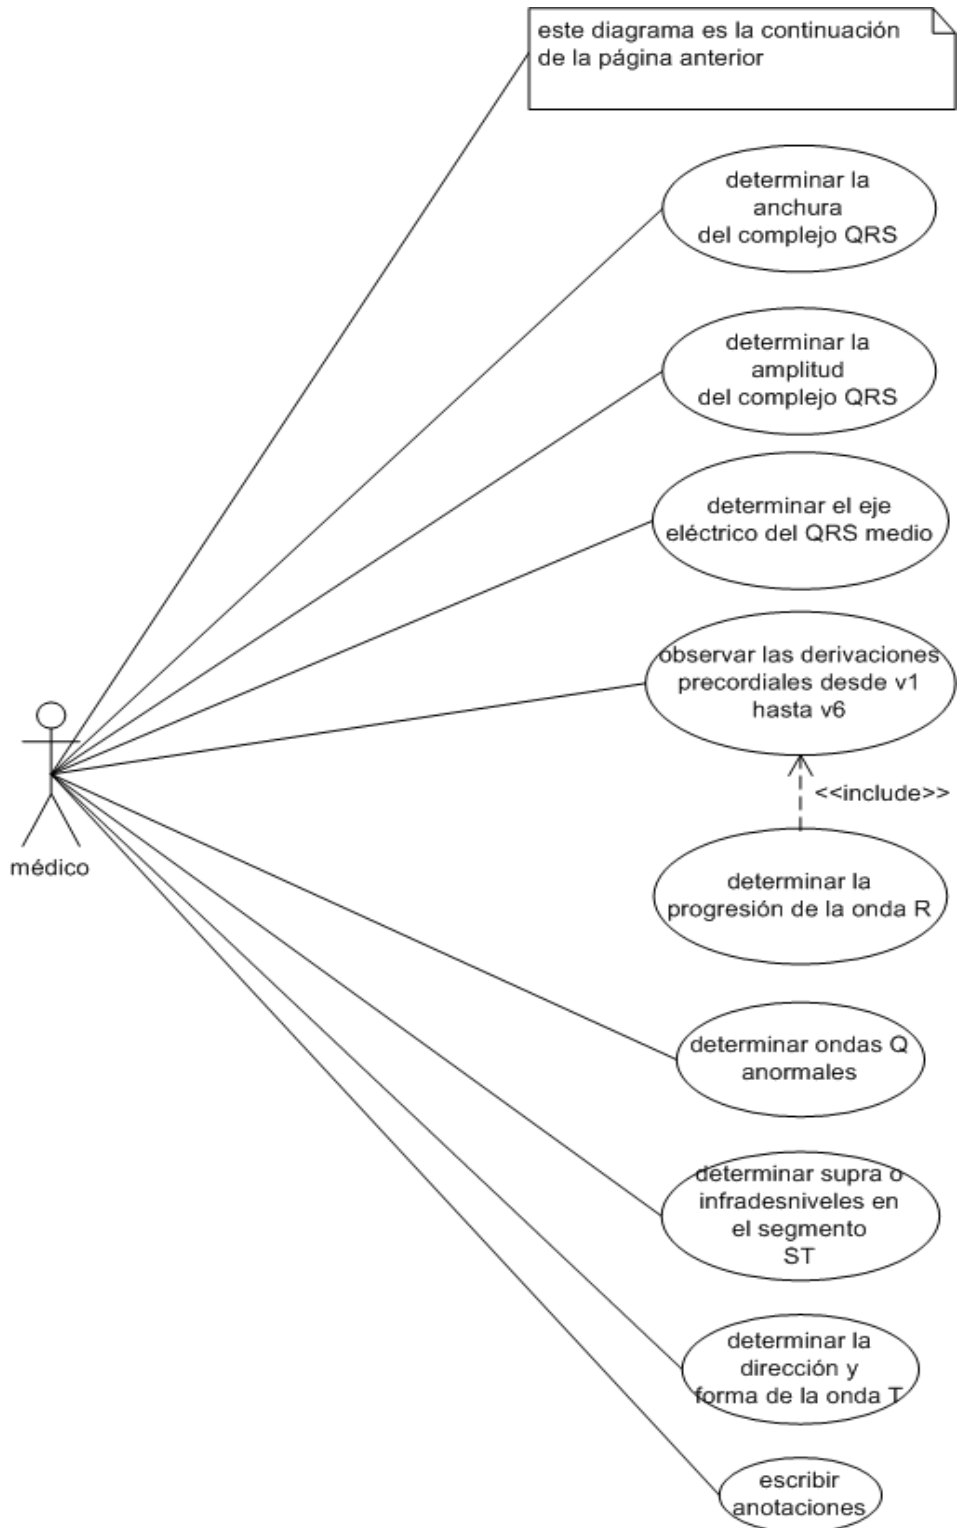 este diagrama es la continuación
de la página anterior
determinar la
anchura
del complejo QRS
determinar la
amplitud
del complejo QRS
determinar el eje
eléctrico del QRS medio
observar las derivaciones
precordiales desde v1
hasta v6
<<include>>
médico
determinar la
progresión de la onda R
determinar ondas Q
anormales
determinar supra o
infradesniveles en
el segmento
ST
determinar la
dirección y
forma de la onda T
escribir
anotaciones